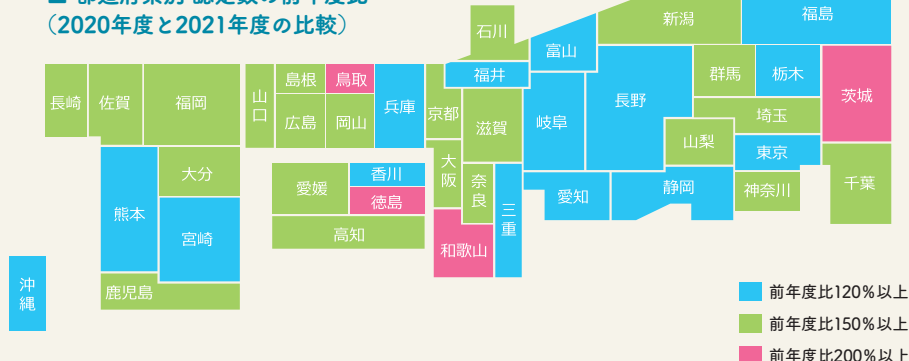 (2020年度と2021年度の比較)
石川
新潟
福島
富山
福井
群馬
栃木
茨城
長崎
佐賀
福岡
山口
島根
鳥取
兵庫
京都
滋賀
岐阜
長野
埼玉
広島
岡山
山梨
東京
大分
愛媛
香川
徳島
大阪
奈良
三重
愛知
静岡
神奈川
千葉
熊本
宮崎
高知
和歌山
沖縄
鹿児島
前年度比120%以上
前年度比150%以上
前年度比200%以上